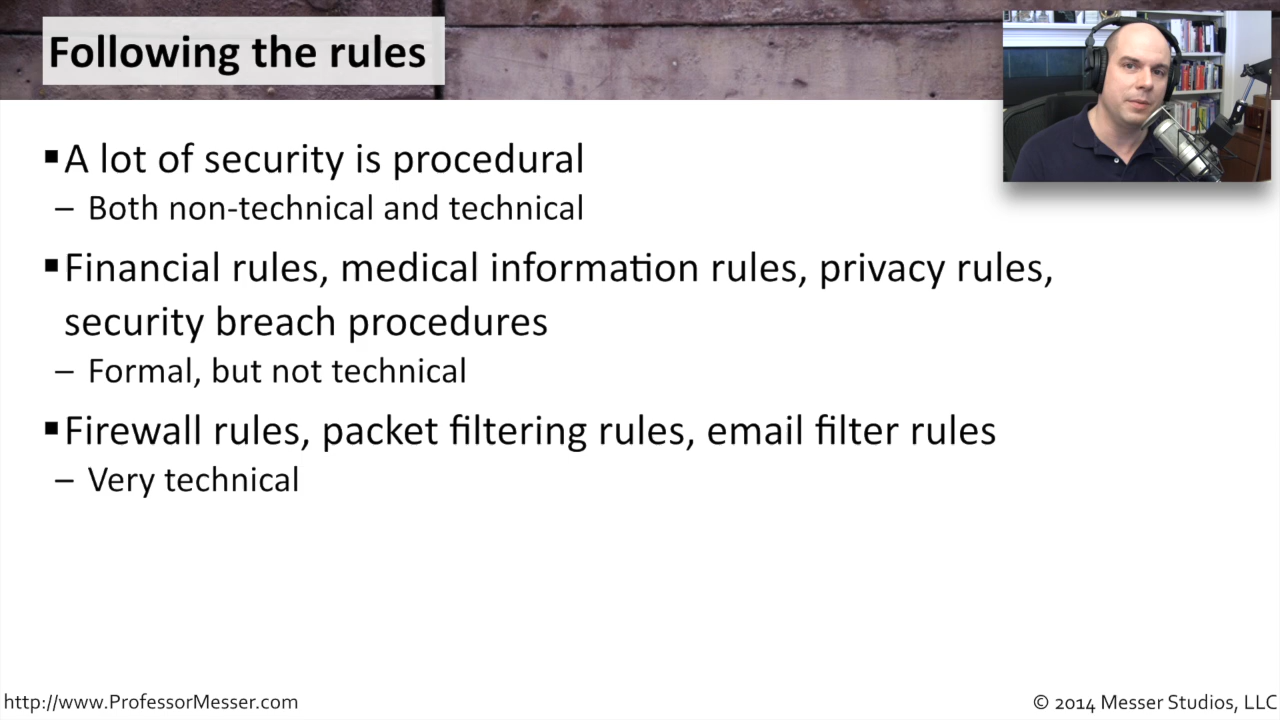 Following the rules
▪A lot of security is procedural
– Both non-technical and technical
▪Financial rules, medical information rules, privacy rules,
security breach procedures
– Formal, but not technical
▪Firewall rules, packet filtering rules, email filter rules
– Very technical
http://www.ProfessorMesser.com
© 2014 Messer Studios, LLC